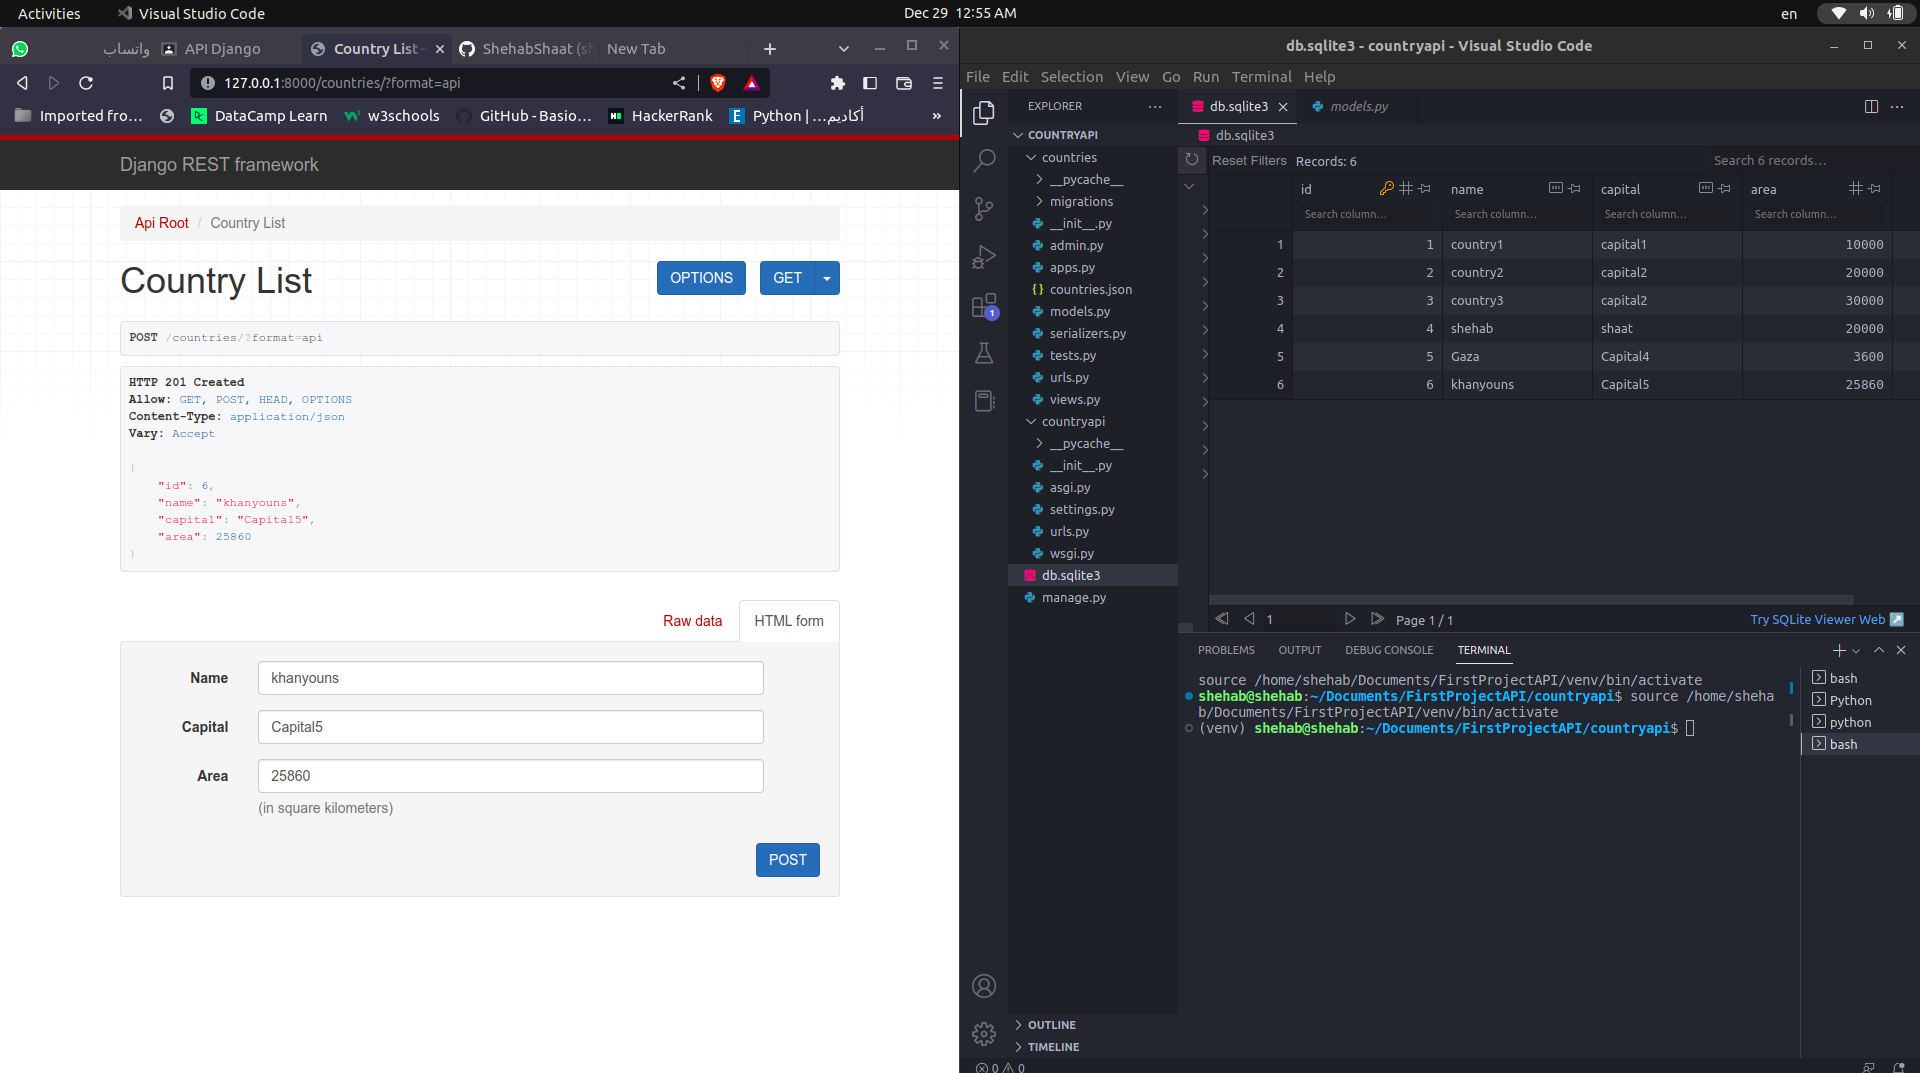 Activities
Visual Studio Code
Dec 29  12:55 AM
en
واتساب
API Django
Country List -
ShehabShaat (sh
New Tab
127.0.0.1:8000/countries/?format=api
Imported fro...
DataCamp Learn
w3schools
GitHub - Basio...
HackerRank
Python | ...أكاديم
»
Django REST framework
Api Root / Country List
Country List
OPTIONS
GET
POST /countries/?format=api
HTTP 201 Created
Allow: GET, POST, HEAD, OPTIONS
Content-Type: application/json
Vary: Accept
{
"id": 6,
"name": "khanyouns",
"capital": "Capital5",
"area": 25860
}
Raw data
HTML form
Name
khanyouns
Capital
Capital5
Area
25860
(in square kilometers)
POST
db.sqlite3 - countryapi - Visual Studio Code
File Edit Selection View Go Run Terminal Help
EXPLORER
COUNTRYAPI
countries
__pycache__
migrations
__init__.py
admin.py
apps.py
{} countries.json
models.py
serializers.py
tests.py
urls.py
views.py
countryapi
__pycache__
__init__.py
asgi.py
settings.py
urls.py
wsgi.py
db.sqlite3
manage.py
OUTLINE
TIMELINE
1
db.sqlite3
models.py
db.sqlite3
Reset Filters Records: 6
Search 6 records...
id name capital area
Search column... Search column... Search column... Search column...
1 1 country1 capital1 10000
2 2 country2 capital2 20000
3 3 country3 capital2 30000
4 4 shehab shaat 20000
5 5 Gaza Capital4 3600
6 6 khanyouns Capital5 25860
1
Page 1 / 1
Try SQLite Viewer Web
PROBLEMS OUTPUT DEBUG CONSOLE TERMINAL
source /home/shehab/Documents/FirstProjectAPI/venv/bin/activate
shehab@shehab:~/Documents/FirstProjectAPI/countryapi$ source /home/sheha
b/Documents/FirstProjectAPI/venv/bin/activate
(venv) shehab@shehab:~/Documents/FirstProjectAPI/countryapi$
bash
Python
python
bash
0 0